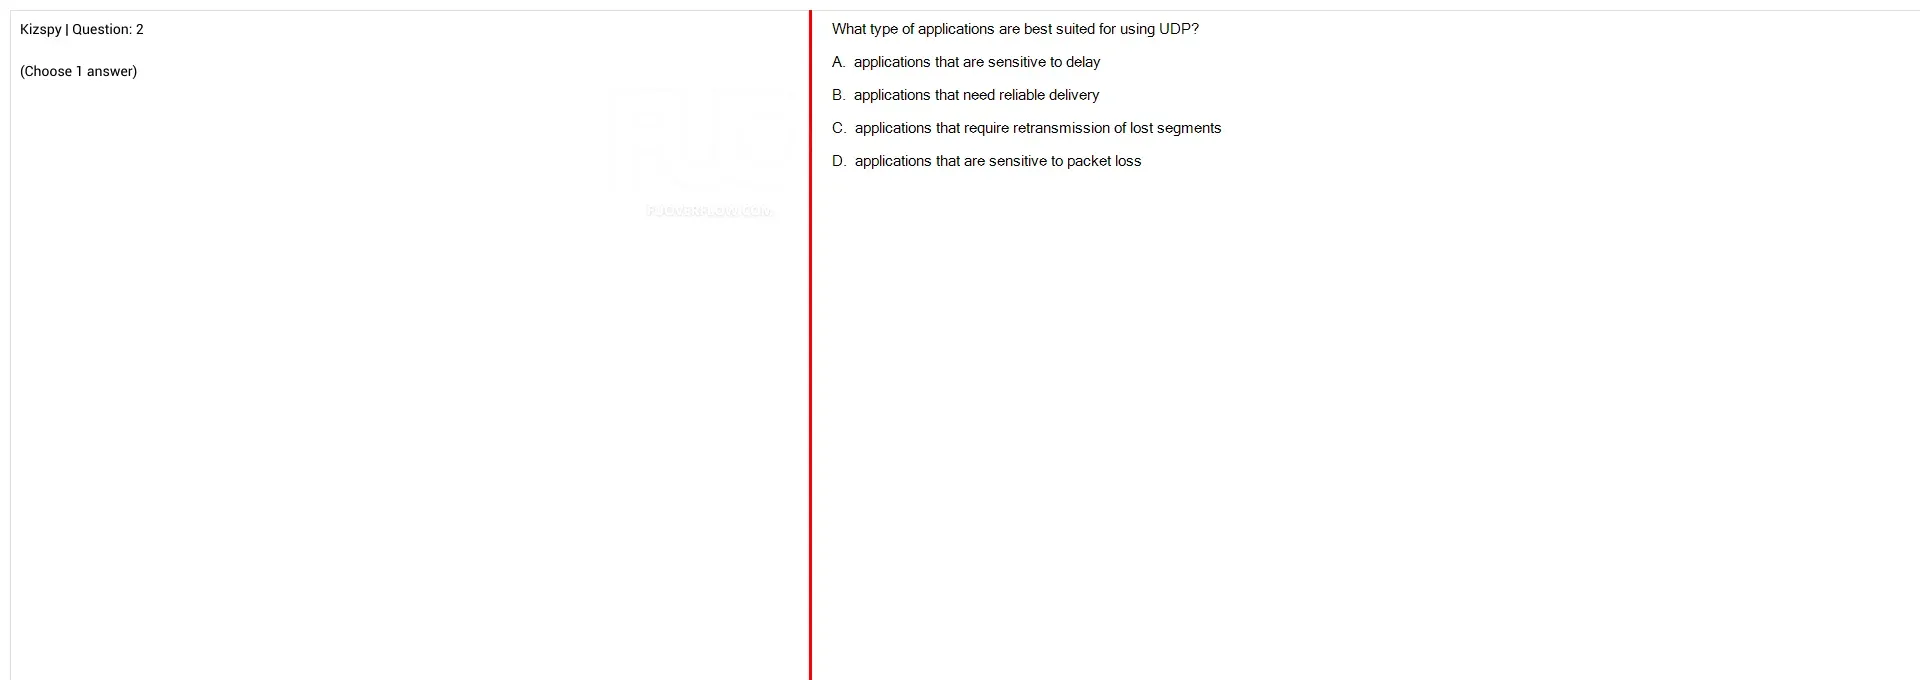 Kizspy | Question: 2
(Choose 1 answer)
FUOVERFLOW.COM
What type of applications are best suited for using UDP?
A. applications that are sensitive to delay
B. applications that need reliable delivery
C. applications that require retransmission of lost segments
D. applications that are sensitive to packet loss